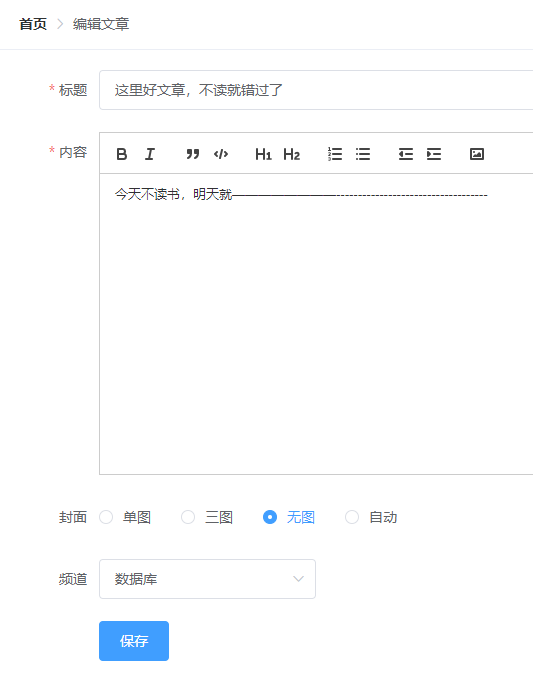 首页 > 编辑文章
* 标题 这里好文章，不读就错过了
* 内容
B I ” </> H1 H2
今天不读书，明天就————————-----------------------------------
封面 单图 三图 无图 自动
频道 数据库
保存